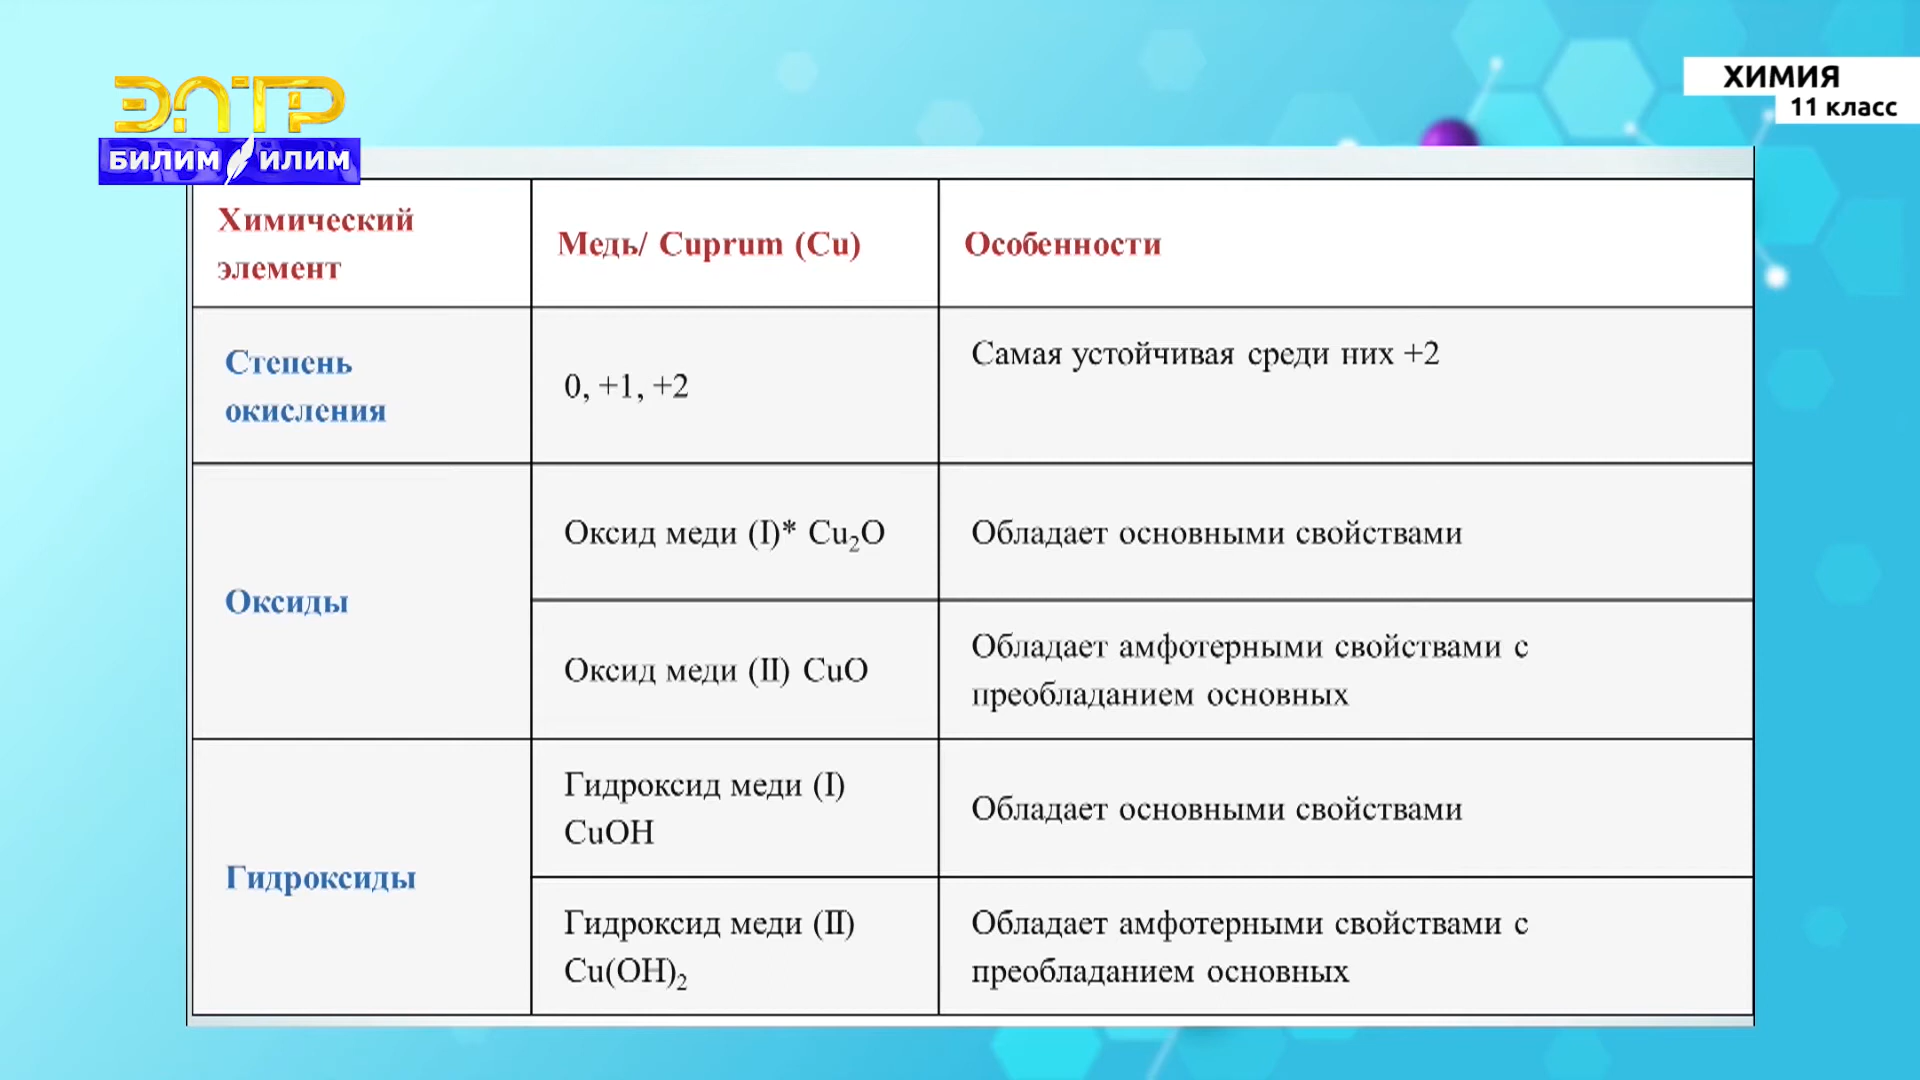 ЭЛТР
БИЛИМ ИЛИМ
ХИМИЯ
11 класс
Химический
элемент
Медь/ Cuprum (Cu)
Особенности
Степень
окисления
0, +1, +2
Самая устойчивая среди них +2
Оксиды
Оксид меди (I)* Cu₂O
Обладает основными свойствами
Оксид меди (II) CuO
Обладает амфотерными свойствами с
преобладанием основных
Гидроксиды
Гидроксид меди (I)
CuOH
Обладает основными свойствами
Гидроксид меди (II)
Cu(OH)₂
Обладает амфотерными свойствами с
преобладанием основных